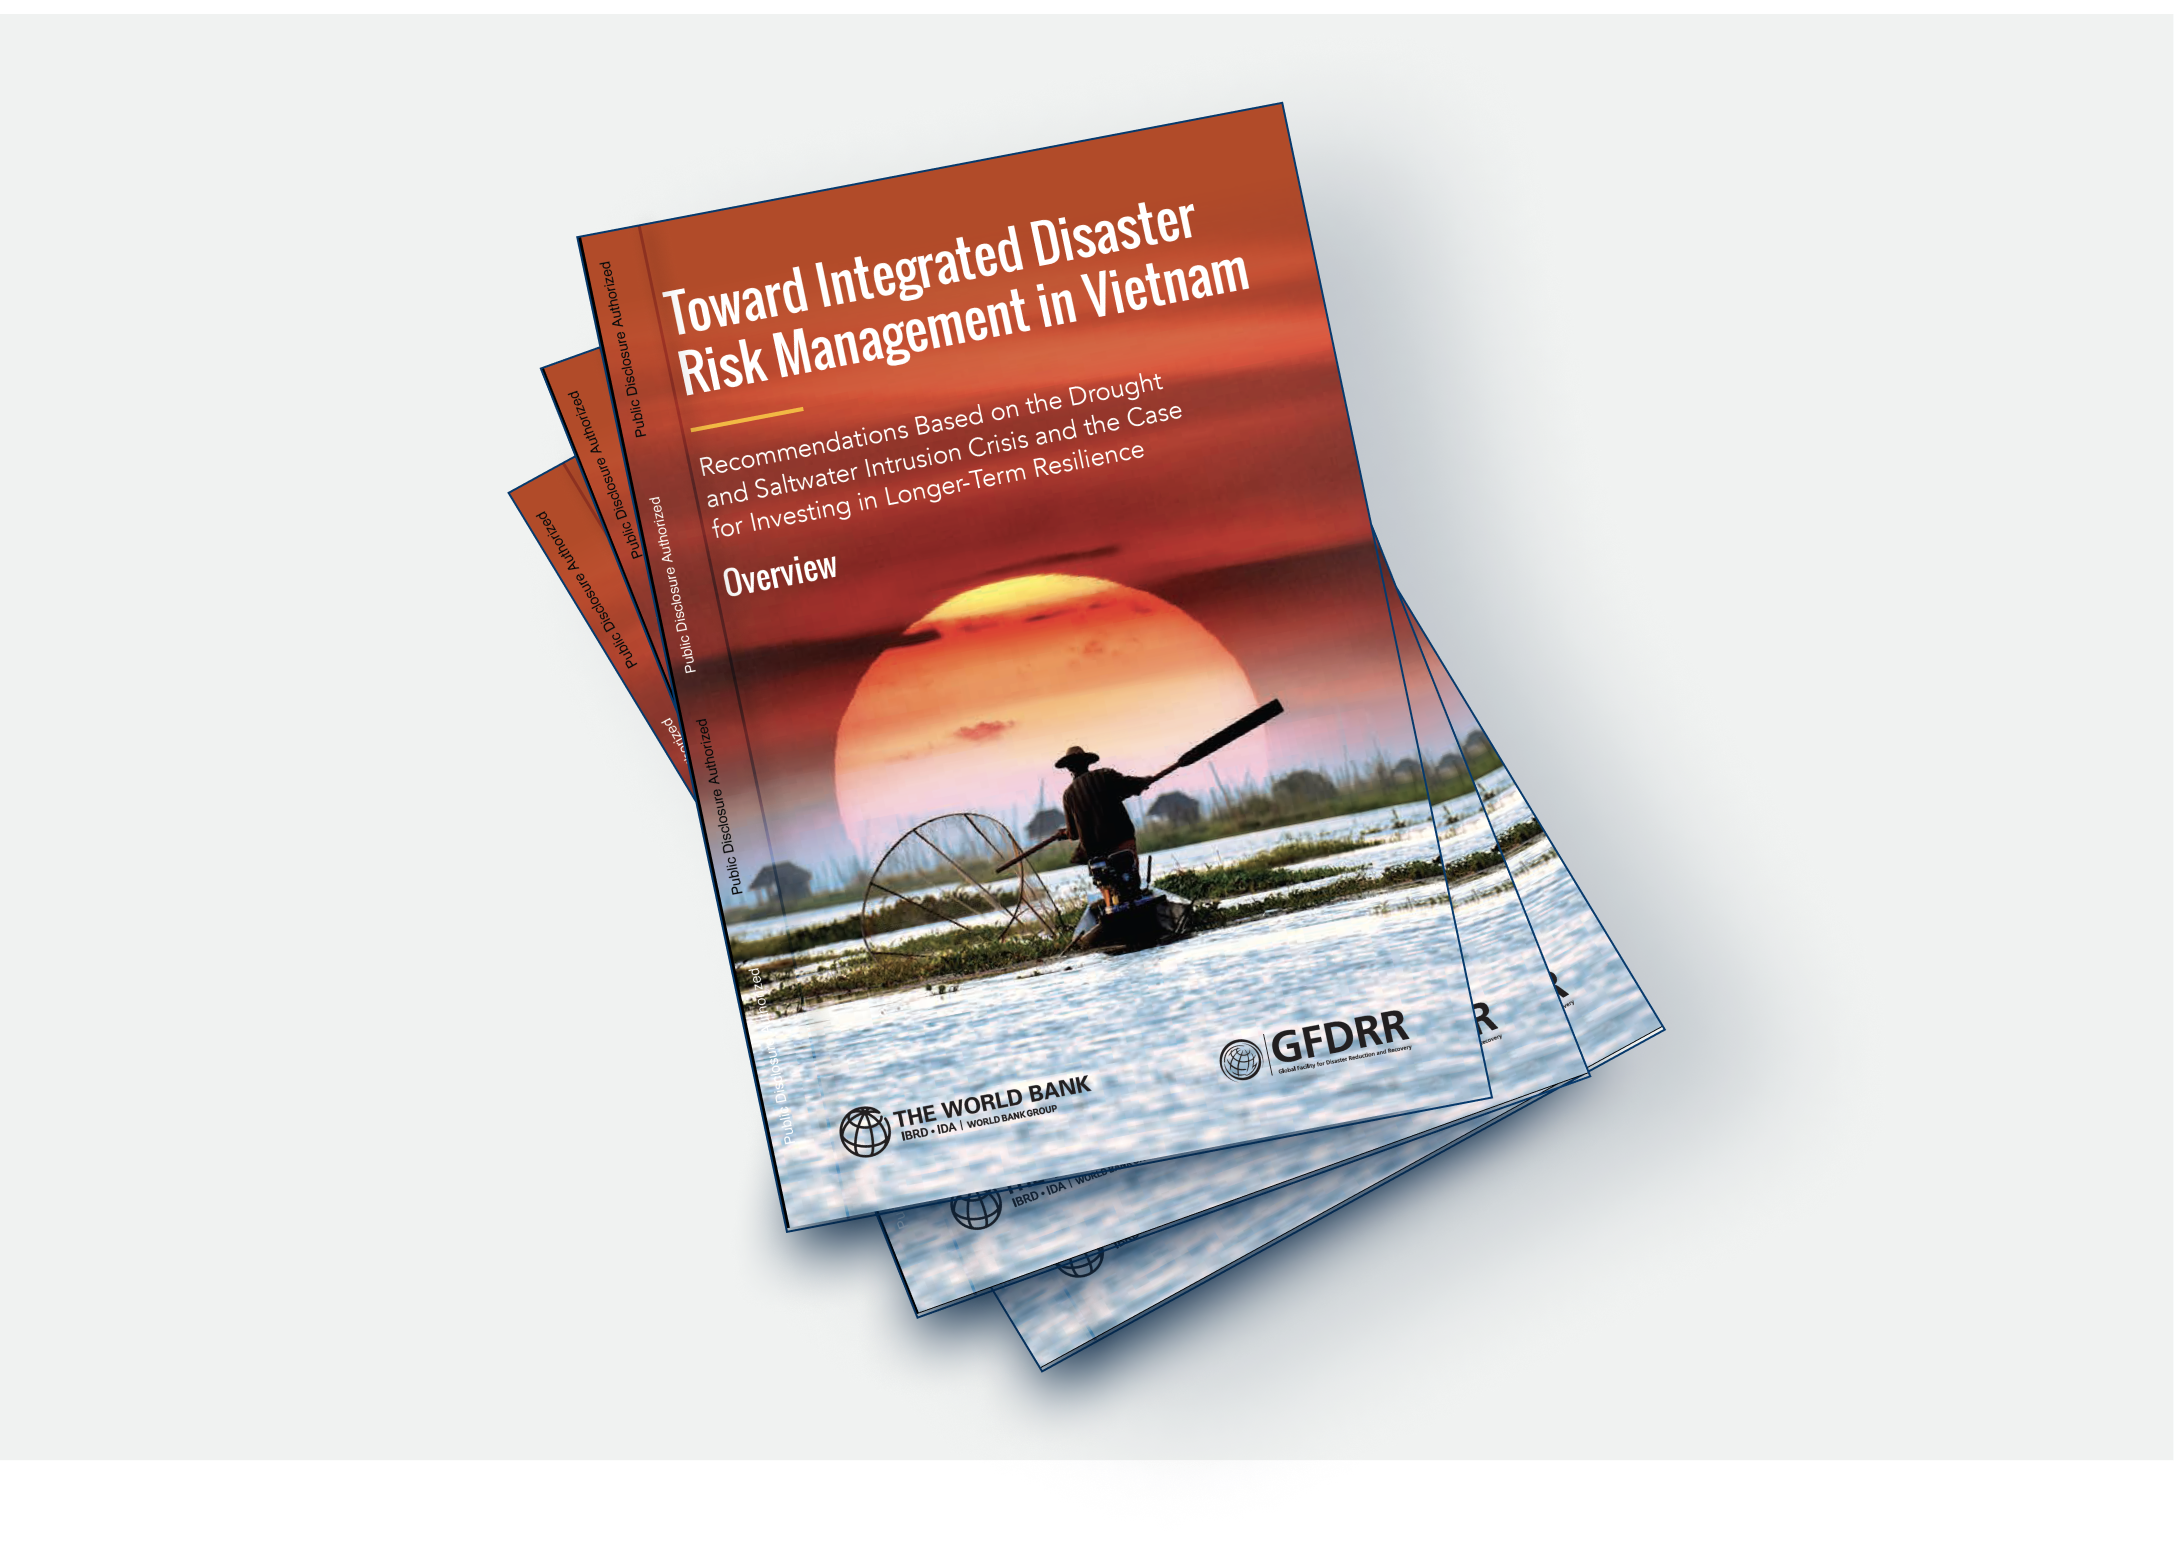 Toward Integrated Disaster
Risk Management in Vietnam
Recommendations Based on the Drought
and Saltwater Intrusion Crisis and the Case
for Investing in Longer-Term Resilience
Overview
Public Disclosure Authorized
Public Disclosure Authorized
Public Disclosure Authorized
Public Disclosure Authorized
THE WORLD BANK
IBRD • IDA | WORLD BANK GROUP
GFDRR
Global Facility for Disaster Reduction and Recovery
Public Disclosure Authorized
IBRD • IDA |
R
Public Disclosure Authorized
R